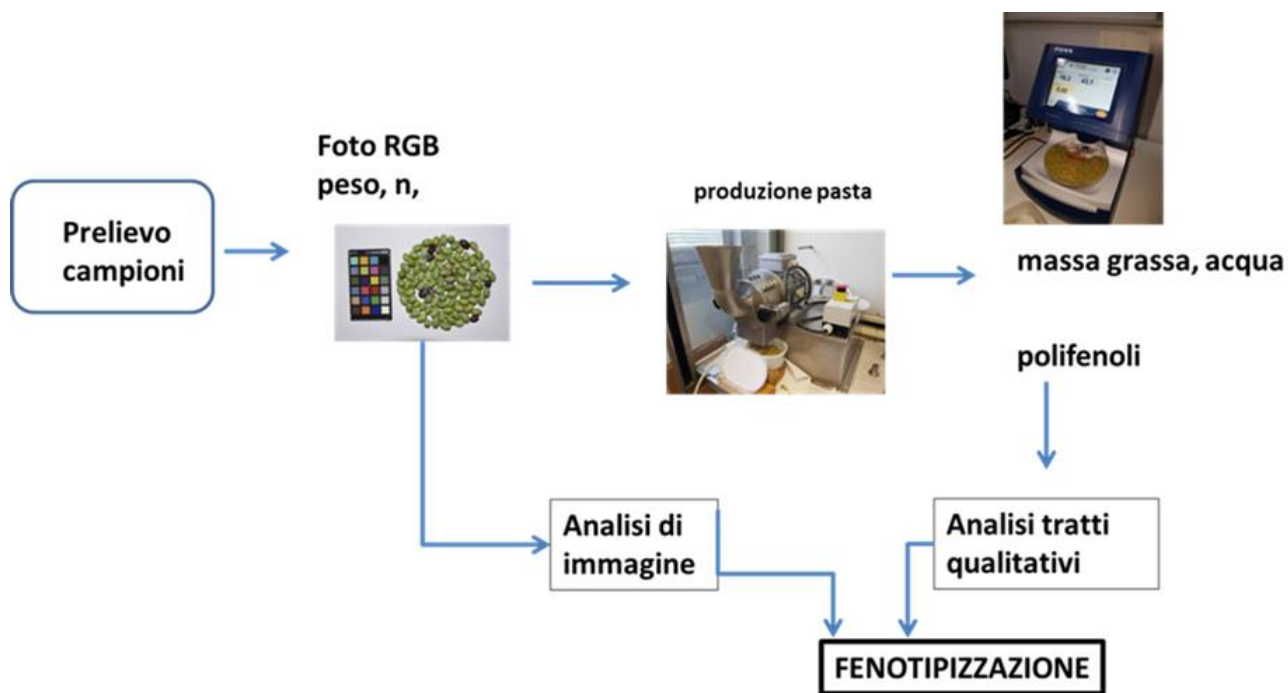 Foto RGB
peso, n,
Prelievo
campioni
produzione pasta
massa grassa, acqua
polifenoli
Analisi di
immagine
Analisi tratti
qualitativi
FENOTIPIZZAZIONE